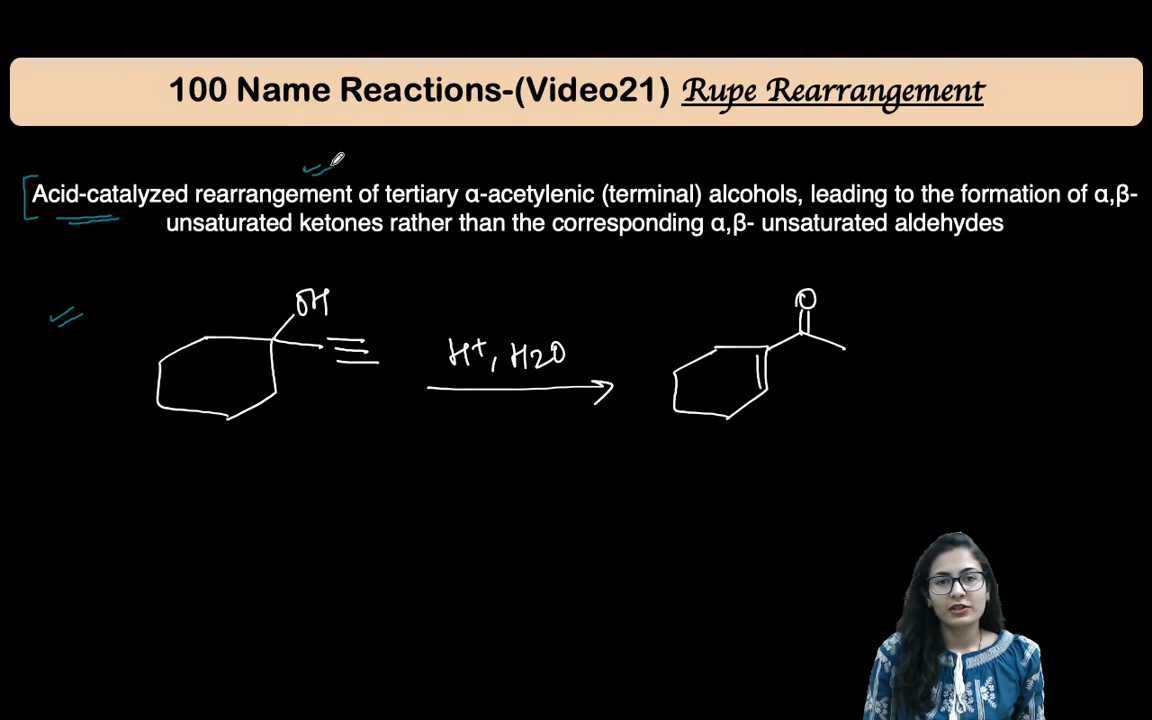 100 Name Reactions-(Video21) Rupe Rearrangement
Acid-catalyzed rearrangement of tertiary α-acetylenic (terminal) alcohols, leading to the formation of α,β-
unsaturated ketones rather than the corresponding α,β- unsaturated aldehydes
OH
H+, H2O
O